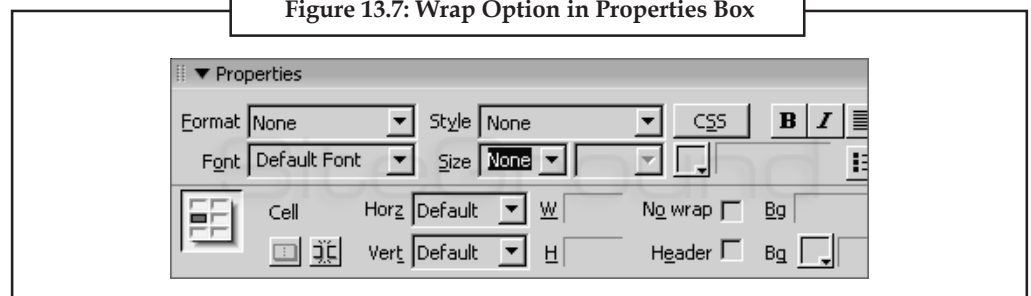 Figure 13.7: Wrap Option in Properties Box
Properties
Format None Style None CSS B I
Font Default Font Size None
Cell Horz Default W No wrap Bg
Vert Default H Header Bg
SiteGround